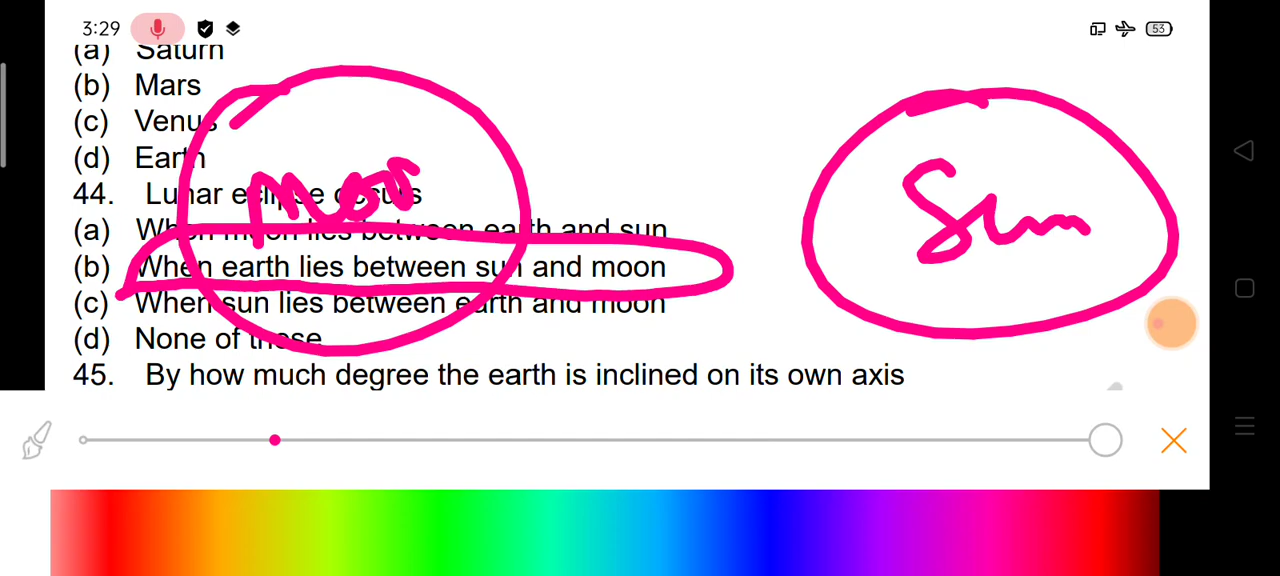 3:29
53
(a) Saturn
(b) Mars
(c) Venus
(d) Earth
44. Lunar eclipse occurs
(a) When moon lies between earth and sun
(b) When earth lies between sun and moon
(c) When sun lies between earth and moon
(d) None of these
45. By how much degree the earth is inclined on its own axis
Sun